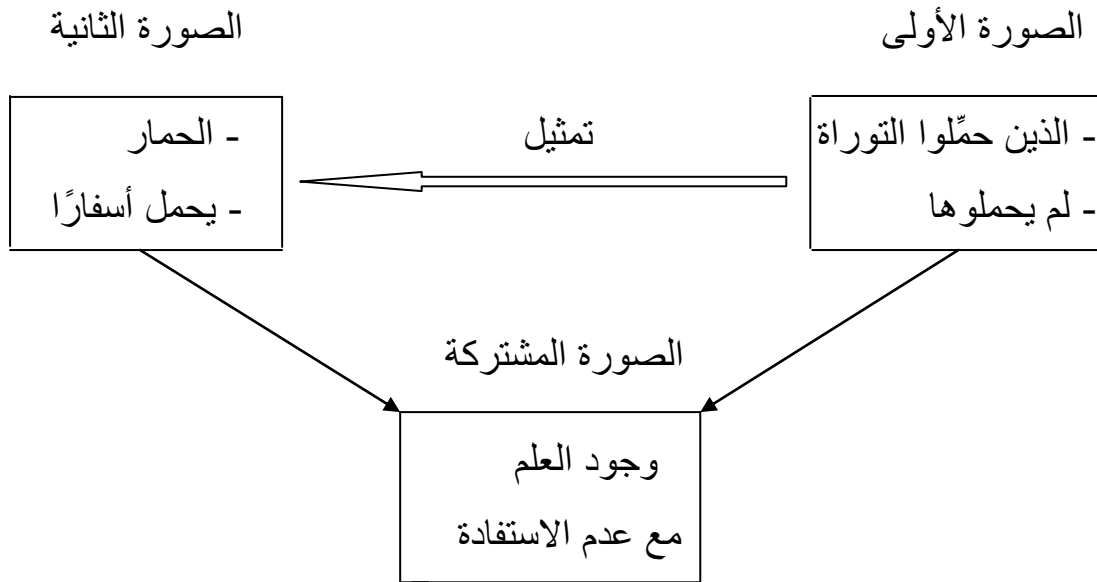 الصورة الأولى
الصورة الثانية
- الذين حمِّلوا التوراة
- لم يحملوها
تمثيل
- الحمار
- يحمل أسفارًا
الصورة المشتركة
وجود العلم
مع عدم الاستفادة